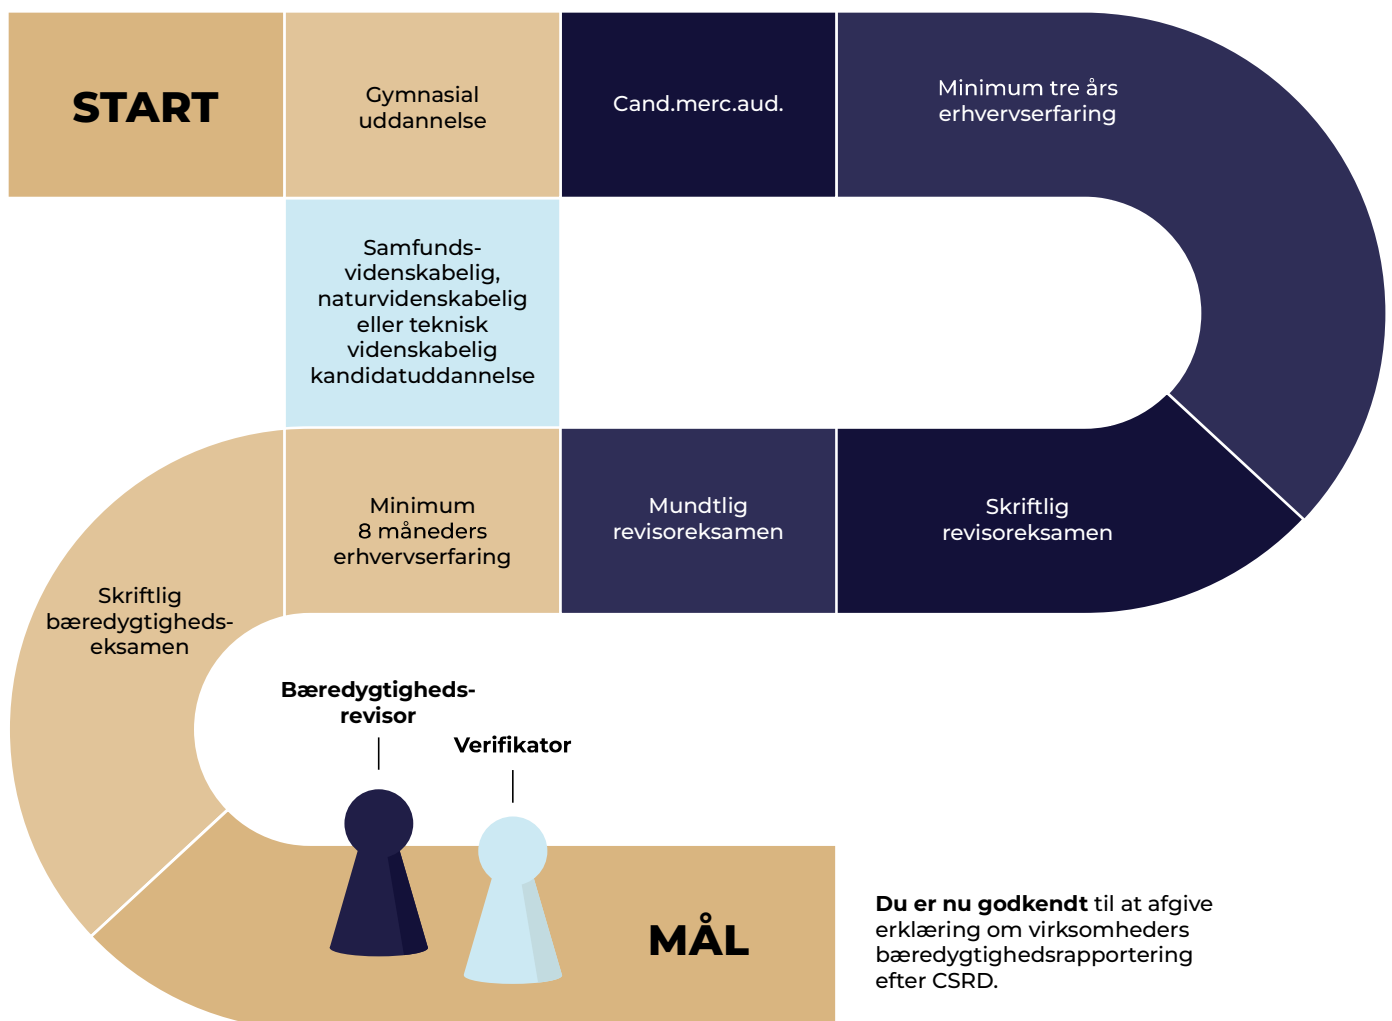 START
Gymnasial
uddannelse
Cand.merc.aud.
Minimum tre års
erhvervserfaring
Samfunds-
videnskabelig,
naturvidenskabelig
eller teknisk
videnskabelig
kandidatuddannelse
Skriftlig
revisoreksamen
Mundtlig
revisoreksamen
Minimum
8 måneders
erhvervserfaring
Skriftlig
bæredygtigheds-
eksamen
Bæredygtigheds-
revisor
Verifikator
MÅL
Du er nu godkendt til at afgive
erklæring om virksomheders
bæredygtighedsrapportering
efter CSRD.